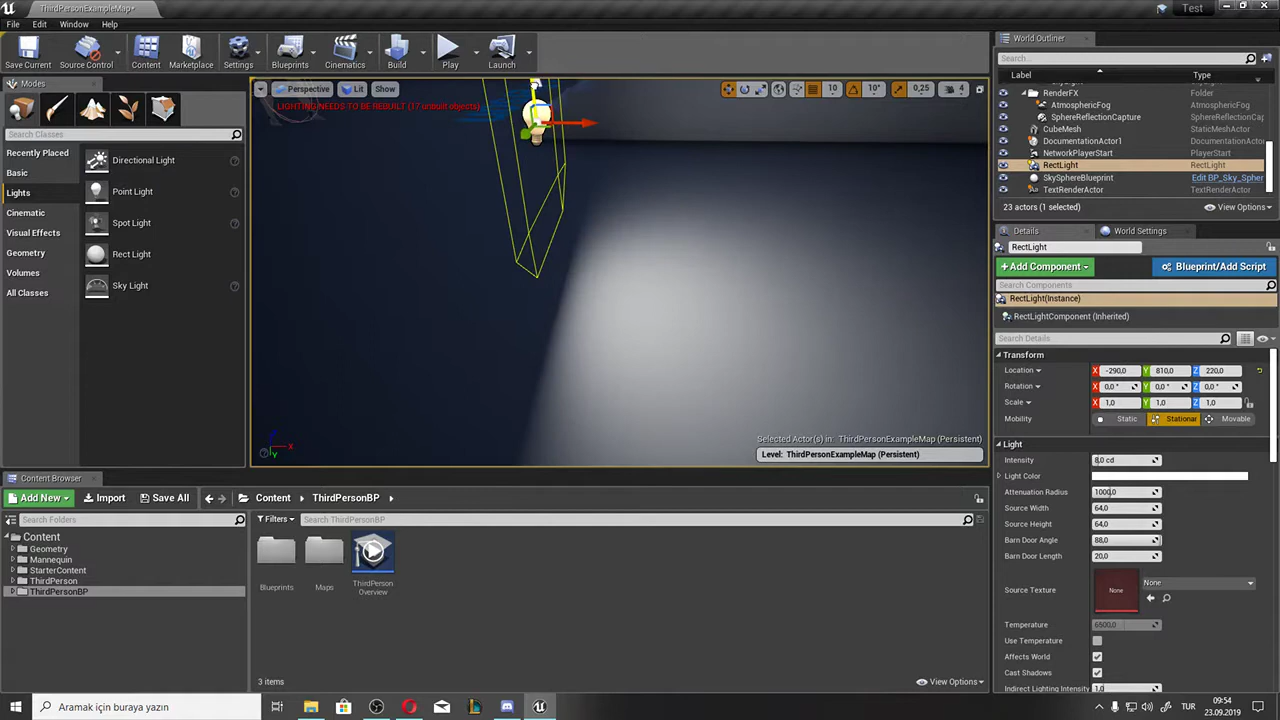 ThirdPersonExampleMap*
Test
File Edit Window Help
Save Current
Source Control
Content
Marketplace
Settings
Blueprints
Cinematics
Build
Play
Launch
Modes
Search Classes
Recently Placed
Basic
Lights
Cinematic
Visual Effects
Geometry
Volumes
All Classes
Directional Light
Point Light
Spot Light
Rect Light
Sky Light
Perspective
Lit
Show
10
10°
0,25
4
LIGHTING NEEDS TO BE REBUILT (17 unbuilt objects)
Selected Actor(s) in : ThirdPersonExampleMap (Persistent)
Level: ThirdPersonExampleMap (Persistent)
World Outliner
Search...
Label Type
RenderFX Folder
AtmosphericFog AtmosphericFog
SphereReflectionCapture SphereReflectionCapture
CubeMesh StaticMeshActor
DocumentationActor1 DocumentationActor
NetworkPlayerStart PlayerStart
RectLight RectLight
SkySphereBlueprint Edit BP_Sky_Spher
TextRenderActor TextRenderActor
23 actors (1 selected)
View Options
Details
World Settings
RectLight
+Add Component
Blueprint/Add Script
Search Components
RectLight(Instance)
RectLightComponent (Inherited)
Search Details
Transform
Location X -290,0 Y 810,0 Z 220,0
Rotation X 0,0 ° Y 0,0 ° Z 0,0 °
Scale X 1,0 Y 1,0 Z 1,0
Mobility Static Stationar Movable
Light
Intensity 8,0 cd
Light Color
Attenuation Radius 1000,0
Source Width 64,0
Source Height 64,0
Barn Door Angle 88,0
Barn Door Length 20,0
Source Texture None None
Temperature 6500,0
Use Temperature
Affects World
Cast Shadows
Indirect Lighting Intensity 1,0
Content Browser
Add New
Import
Save All
Content
ThirdPersonBP
Search Folders
Filters
Search ThirdPersonBP
Content
Geometry
Mannequin
StarterContent
ThirdPerson
ThirdPersonBP
Blueprints
Maps
ThirdPerson
Overview
3 items
View Options
Aramak için buraya yazın
TUR
09:54
23.09.2019